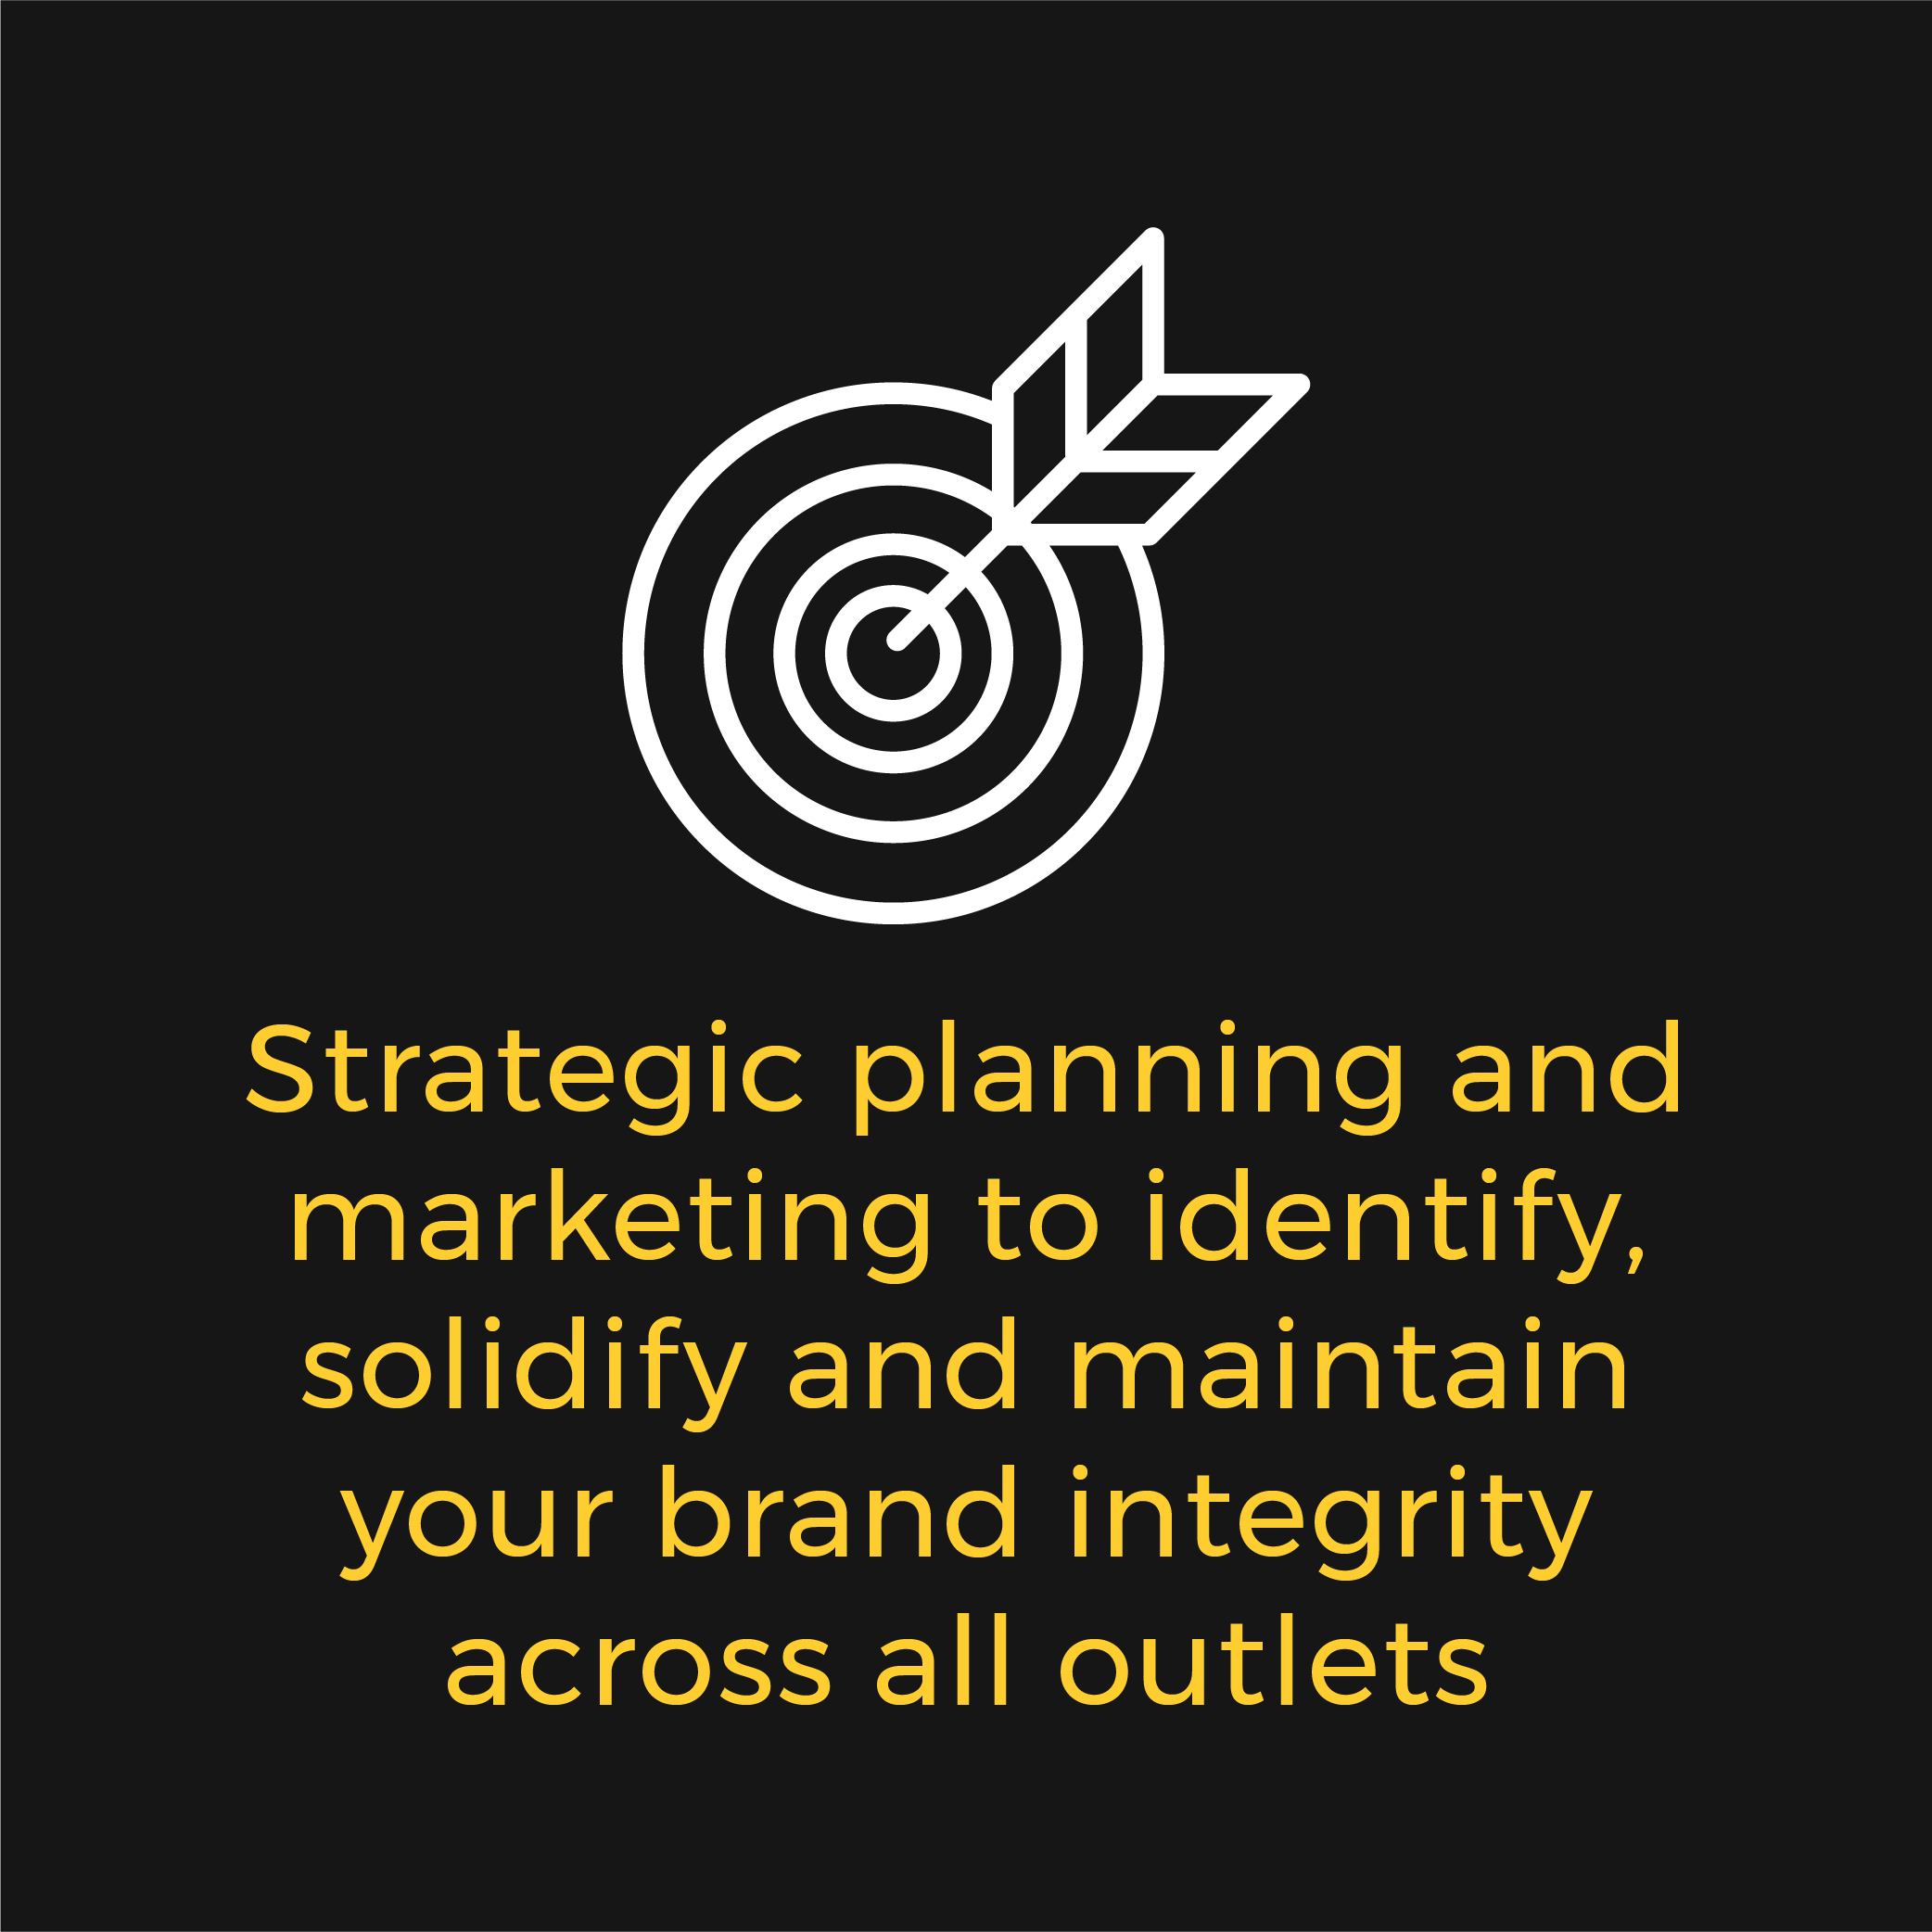 Strategic planning and
marketing to identify,
solidify and maintain
your brand integrity
across all outlets